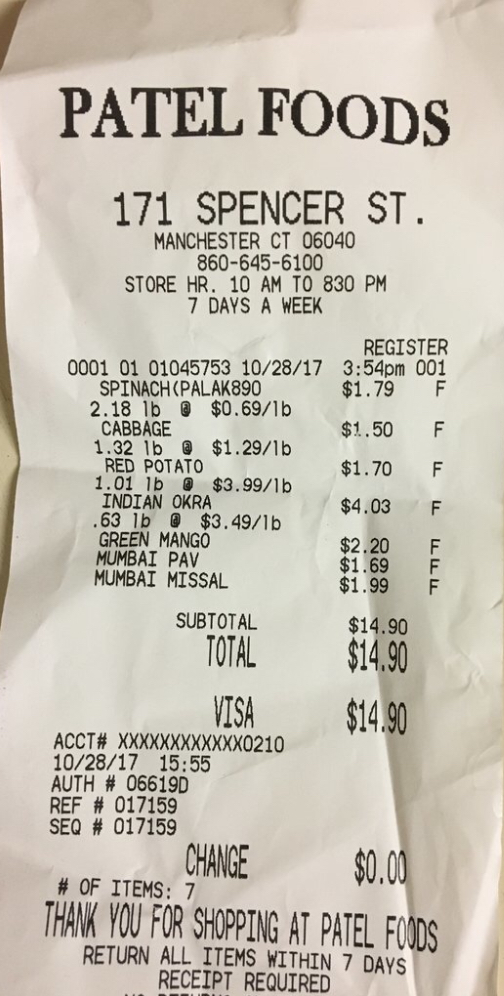 PATEL FOODS
171 SPENCER ST.
MANCHESTER CT 06040
860-645-6100
STORE HR. 10 AM TO 830 PM
7 DAYS A WEEK
REGISTER
0001 01 01045753 10/28/17 3:54pm 001
SPINACH(PALAK890 $1.79 F
2.18 lb @ $0.69/lb
CABBAGE $1.50 F
1.32 lb @ $1.29/lb
RED POTATO $1.70 F
1.01 lb @ $3.99/lb
INDIAN OKRA $4.03 F
.63 lb @ $3.49/lb
GREEN MANGO $2.20 F
MUMBAI PAV $1.69 F
MUMBAI MISSAL $1.99 F
SUBTOTAL $14.90
TOTAL $14.90
VISA $14.90
ACCT# XXXXXXXXXXXX0210
10/28/17 15:55
AUTH # 06619D
REF # 017159
SEQ # 017159
CHANGE $0.00
# OF ITEMS: 7
THANK YOU FOR SHOPPING AT PATEL FOODS
RETURN ALL ITEMS WITHIN 7 DAYS
RECEIPT REQUIRED